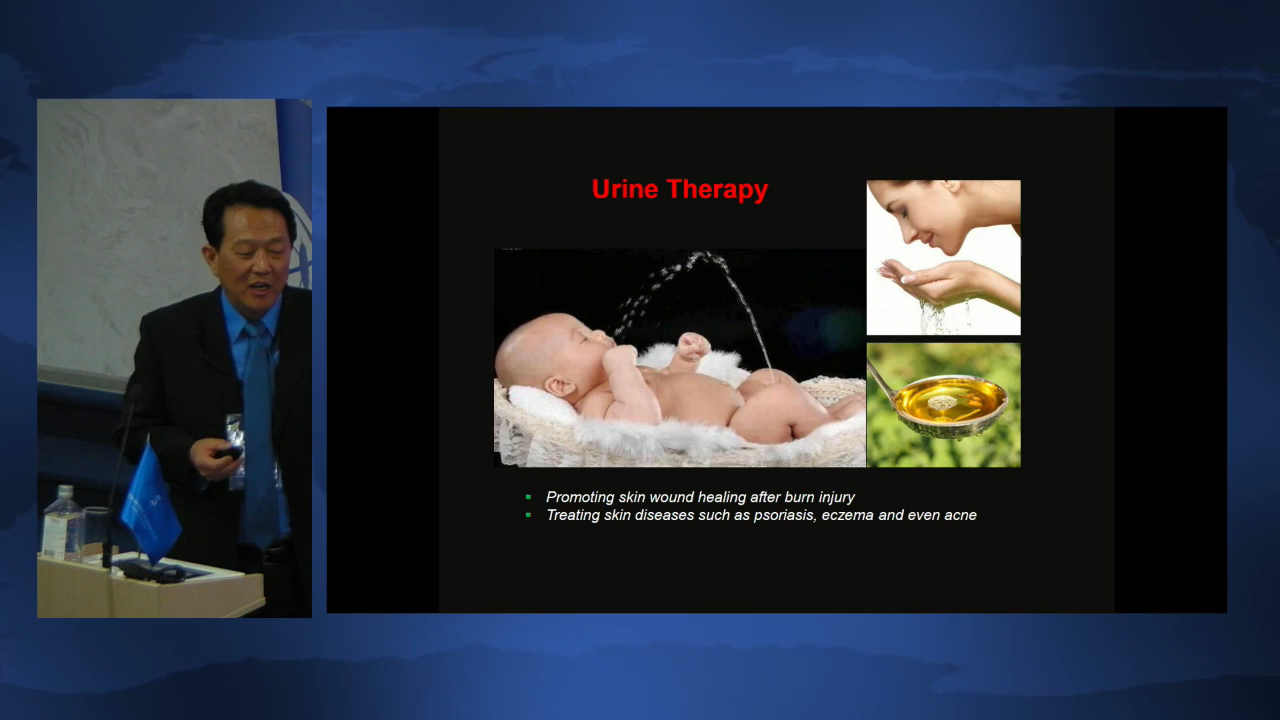 Urine Therapy
Promoting skin wound healing after burn injury
Treating skin diseases such as psoriasis, eczema and even acne